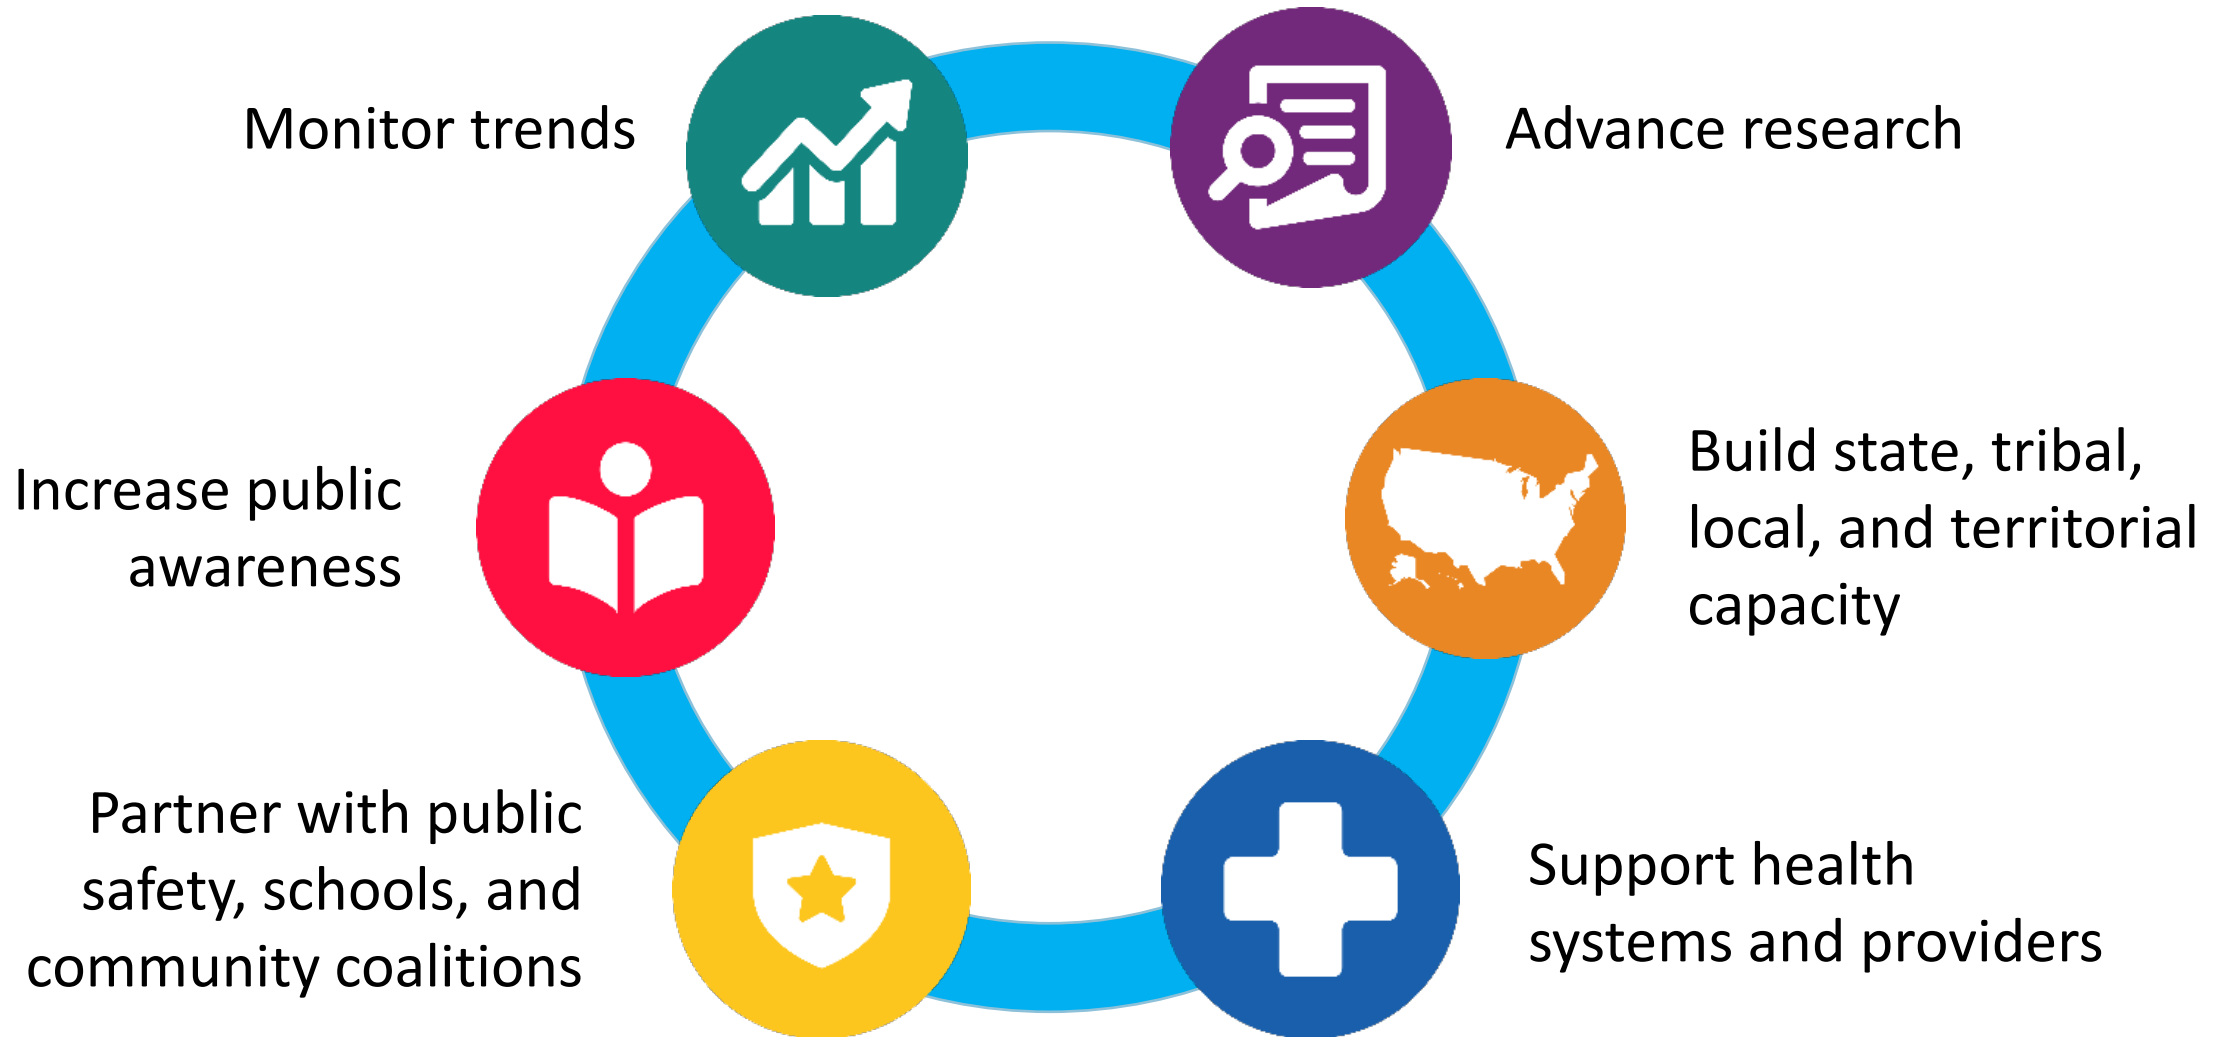 Monitor trends
Advance research
Build state, tribal,
local, and territorial
capacity
Support health
systems and providers
Partner with public
safety, schools, and
community coalitions
Increase public
awareness